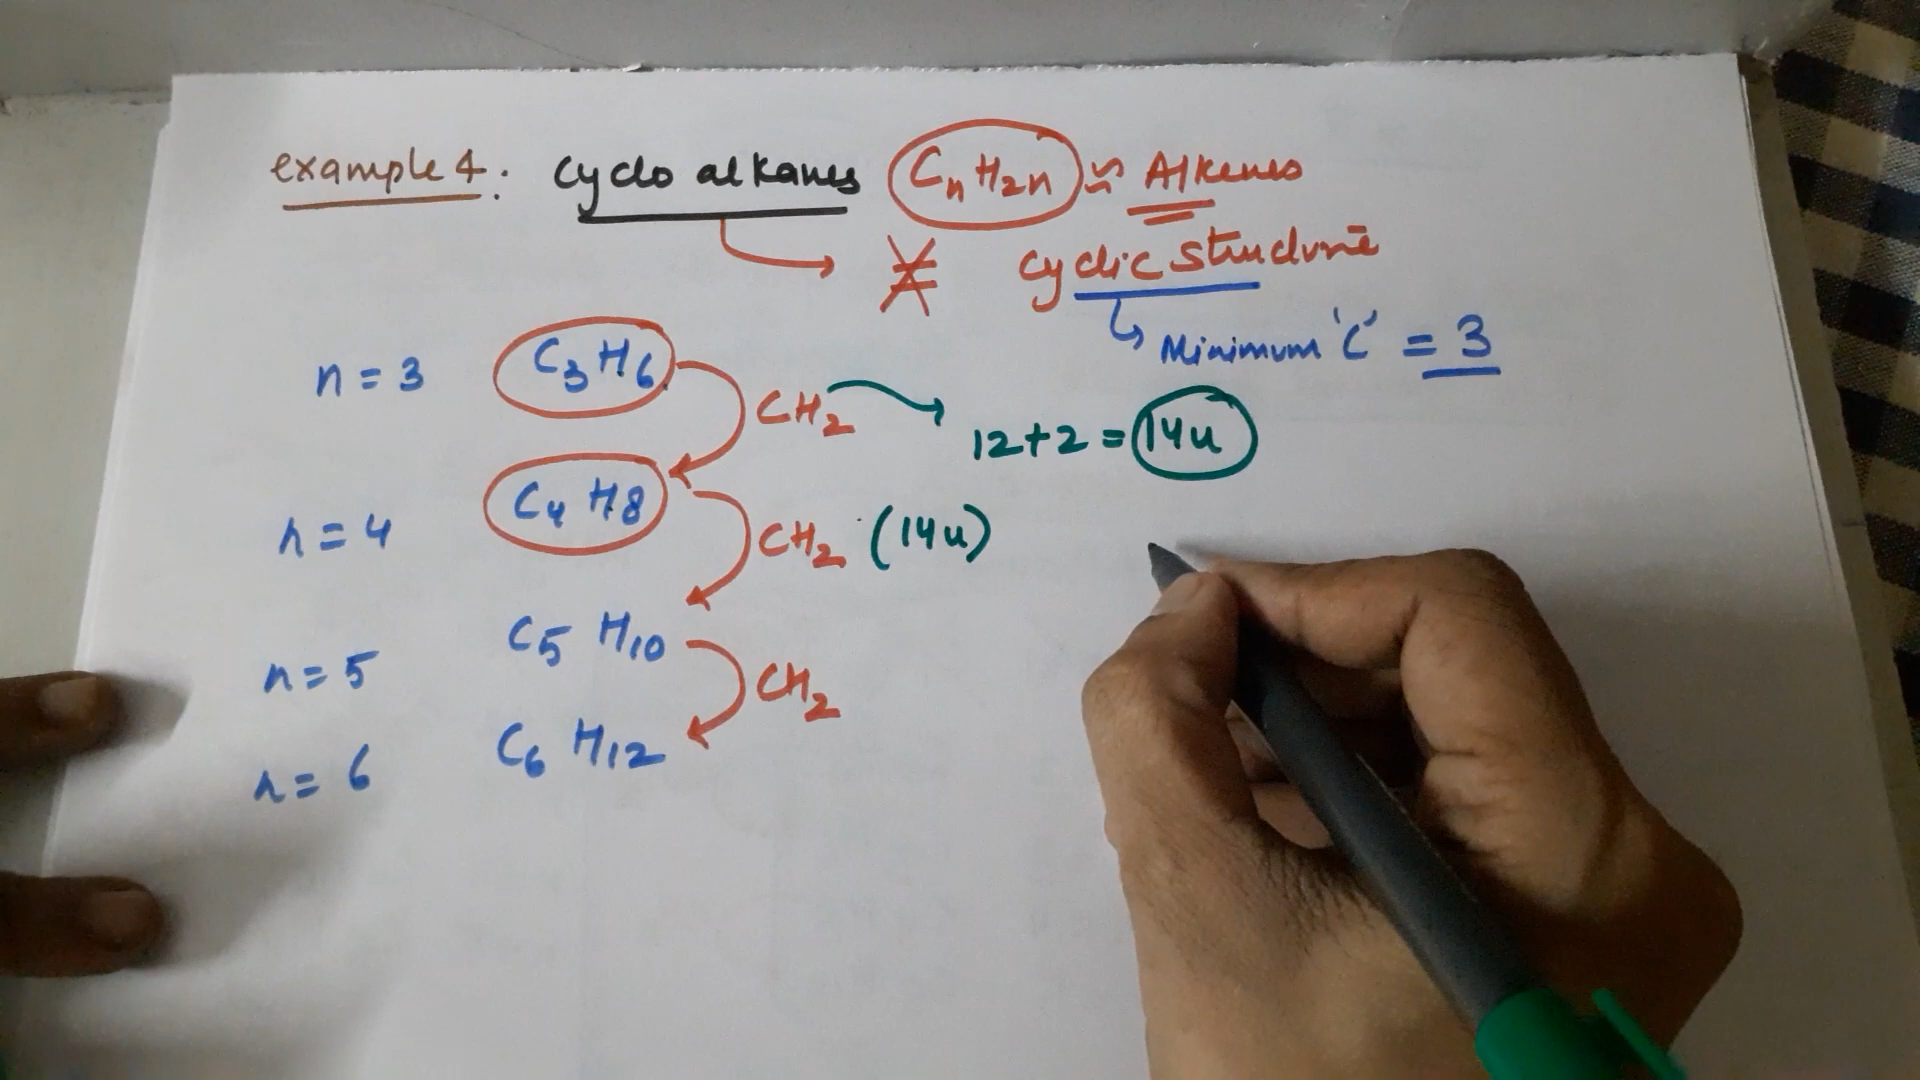 example 4: Cyclo alkanes CnH2n ≈ Alkenes
Cyclic structure
Minimum 'C' = 3
n = 3 C3H6
CH2 12+2 = 14u
n = 4 C4H8
CH2 (14u)
n = 5 C5H10
CH2
n = 6 C6H12